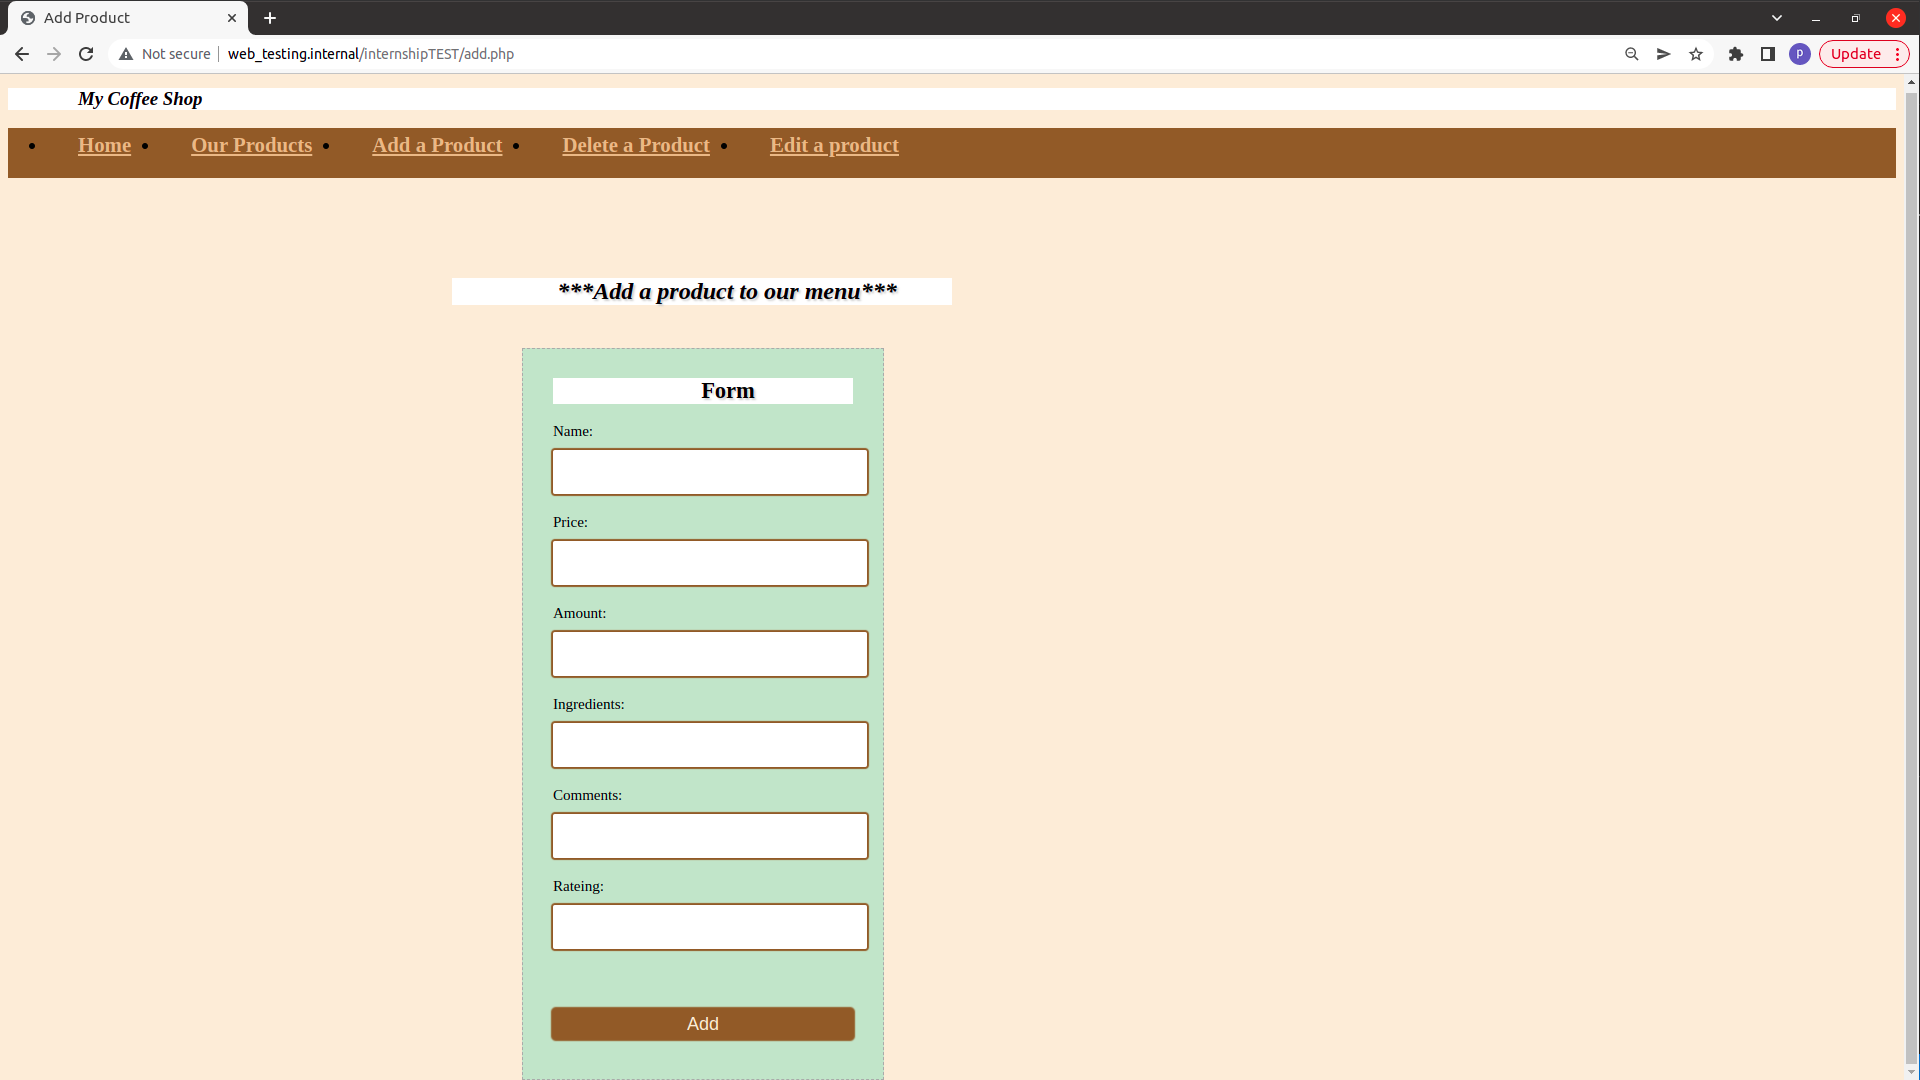 Add Product
Not secure
web_testing.internal/internshipTEST/add.php
P
Update
My Coffee Shop
Home Our Products Add a Product Delete a Product Edit a product
***Add a product to our menu***
Form
Name:
Price:
Amount:
Ingredients:
Comments:
Rateing:
Add